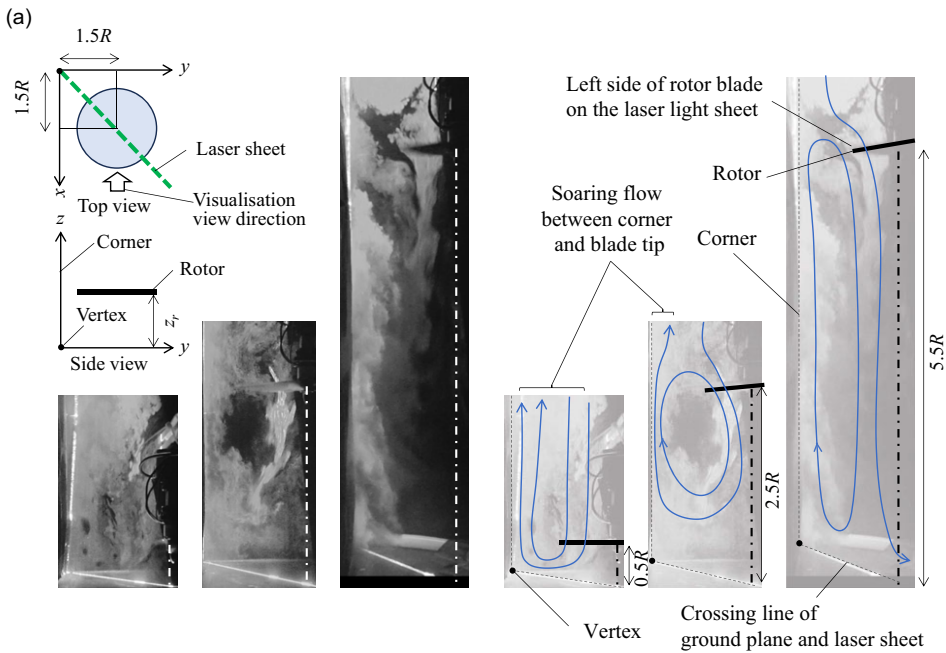 (a)
1.5R
y
1.5R
Laser sheet
x
Top view
Visualisation
view direction
z
Corner
Rotor
Vertex
z_r
Side view
y
Left side of rotor blade
on the laser light sheet
Rotor
Soaring flow
between corner
and blade tip
Corner
5.5R
2.5R
0.5R
Vertex
Crossing line of
ground plane and laser sheet